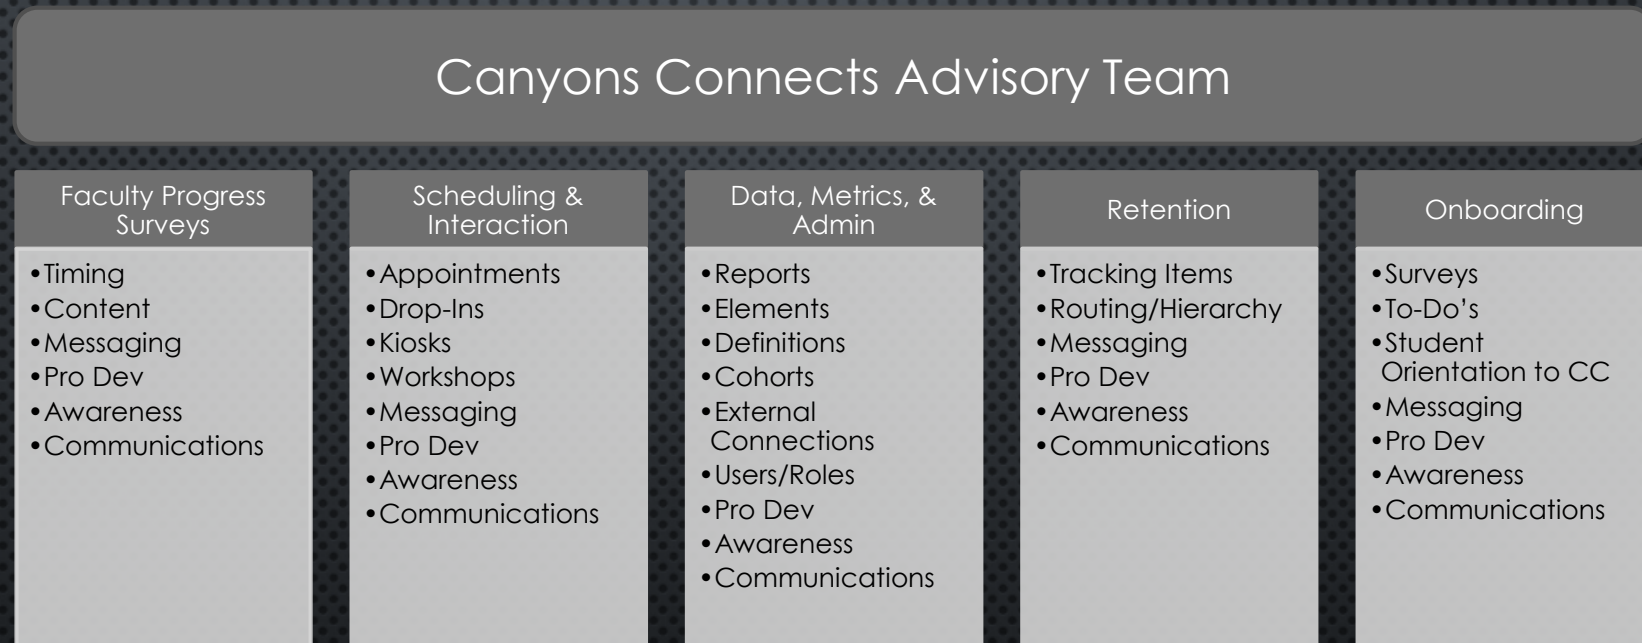 Canyons Connects Advisory Team
Faculty Progress
Surveys
•Timing
•Content
•Messaging
•Pro Dev
•Awareness
•Communications
Scheduling &
Interaction
•Appointments
•Drop-Ins
•Kiosks
•Workshops
•Messaging
•Pro Dev
•Awareness
•Communications
Data, Metrics, &
Admin
•Reports
•Elements
•Definitions
•Cohorts
•External
Connections
•Users/Roles
•Pro Dev
•Awareness
•Communications
Retention
•Tracking Items
•Routing/Hierarchy
•Messaging
•Pro Dev
•Awareness
•Communications
Onboarding
•Surveys
•To-Do’s
•Student
Orientation to CC
•Messaging
•Pro Dev
•Awareness
•Communications